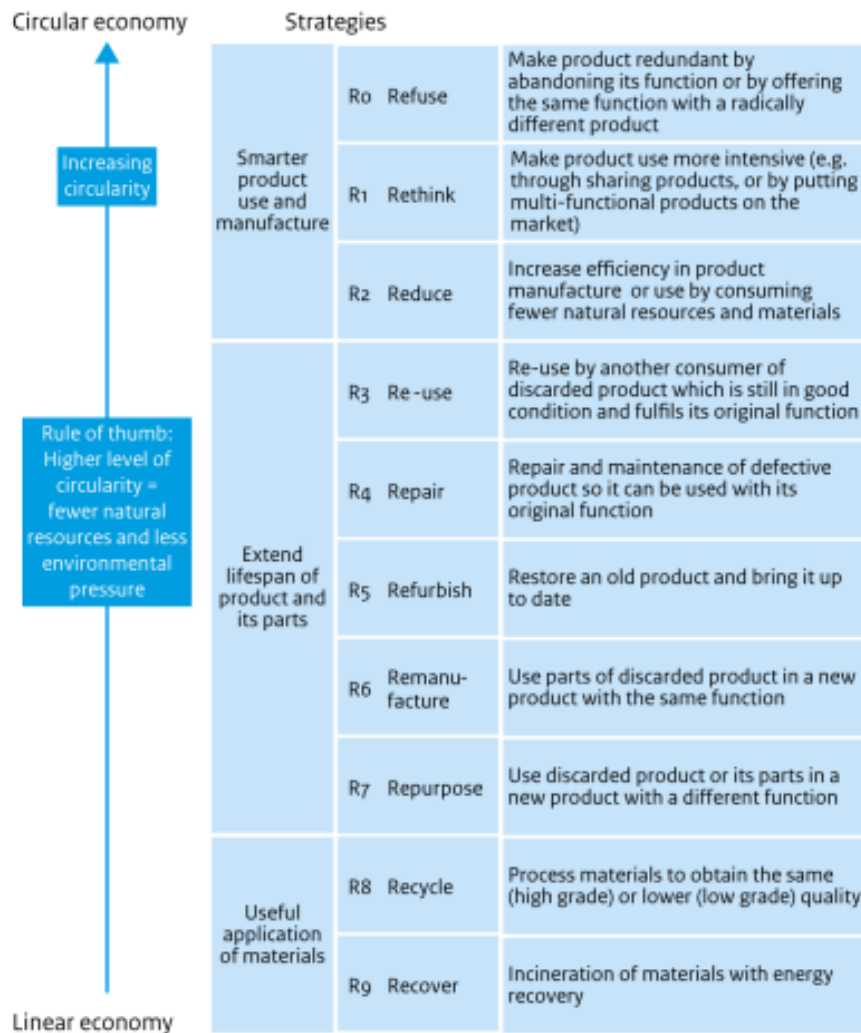 Circular economy
Strategies
Increasing
circularity
Rule of thumb:
Higher level of
circularity =
fewer natural
resources and less
environmental
pressure
Linear economy
Smarter
product
use and
manufacture
R0 Refuse
Make product redundant by
abandoning its function or by offering
the same function with a radically
different product
R1 Rethink
Make product use more intensive (e.g.
through sharing products, or by putting
multi-functional products on the
market)
R2 Reduce
Increase efficiency in product
manufacture or use by consuming
fewer natural resources and materials
Extend
lifespan of
product and
its parts
R3 Re-use
Re-use by another consumer of
discarded product which is still in good
condition and fulfils its original function
R4 Repair
Repair and maintenance of defective
product so it can be used with its
original function
R5 Refurbish
Restore an old product and bring it up
to date
R6 Remanu-
facture
Use parts of discarded product in a new
product with the same function
R7 Repurpose
Use discarded product or its parts in a
new product with a different function
Useful
application
of materials
R8 Recycle
Process materials to obtain the same
(high grade) or lower (low grade) quality
R9 Recover
Incineration of materials with energy
recovery